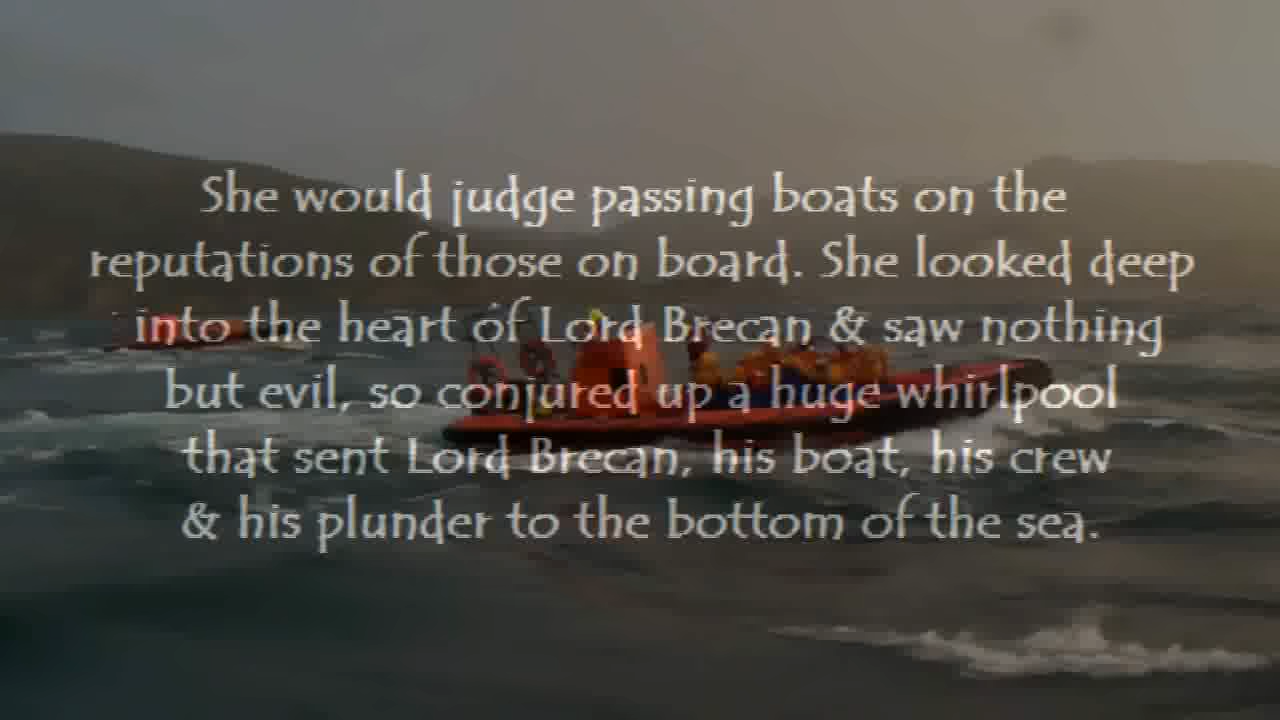 She would judge passing boats on the
reputations of those on board. She looked deep
into the heart of Lord Brecan & saw nothing
but evil, so conjured up a huge whirlpool
that sent Lord Brecan, his boat, his crew
& his plunder to the bottom of the sea.